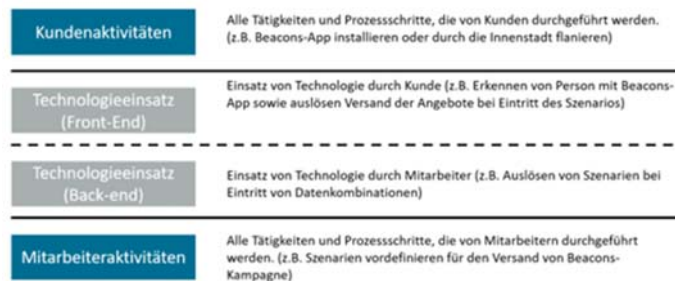 Kundenaktivitäten
Alle Tätigkeiten und Prozessschritte, die von Kunden durchgeführt werden.
(z.B. Beacons-App installieren oder durch die Innenstadt flanieren)
Technologieeinsatz
(Front-End)
Einsatz von Technologie durch Kunde (z.B. Erkennen von Person mit Beacons-
App sowie auslösen Versand der Angebote bei Eintritt des Szenarios)
Technologieeinsatz
(Back-end)
Einsatz von Technologie durch Mitarbeiter (z.B. Auslösen von Szenarien bei
Eintritt von Datenkombinationen)
Mitarbeiteraktivitäten
Alle Tätigkeiten und Prozessschritte, die von Mitarbeitern durchgeführt
werden. (z.B. Szenarien vordefinieren für den Versand von Beacons-
Kampagne)